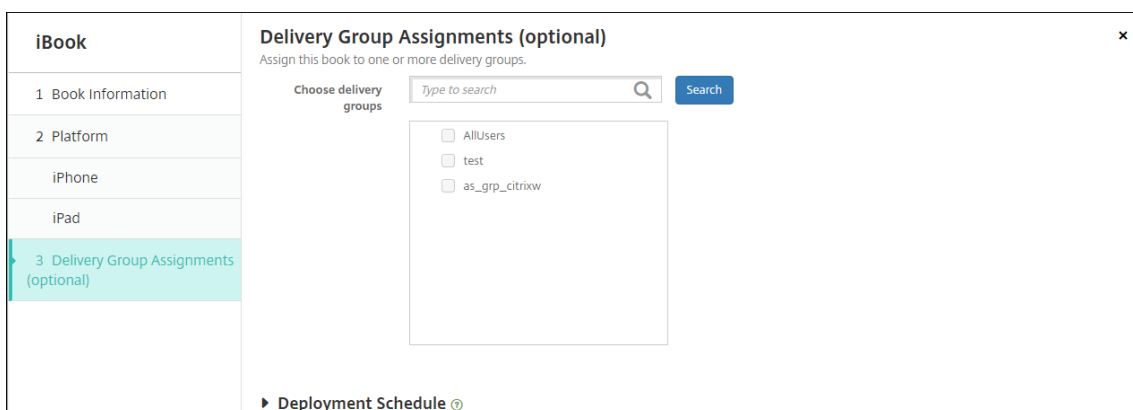 iBook
1 Book Information
2 Platform
iPhone
iPad
3 Delivery Group Assignments
(optional)
Delivery Group Assignments (optional)
Assign this book to one or more delivery groups.
Choose delivery
groups
Type to search
Search
AllUsers
test
as_grp_citrixw
Deployment Schedule